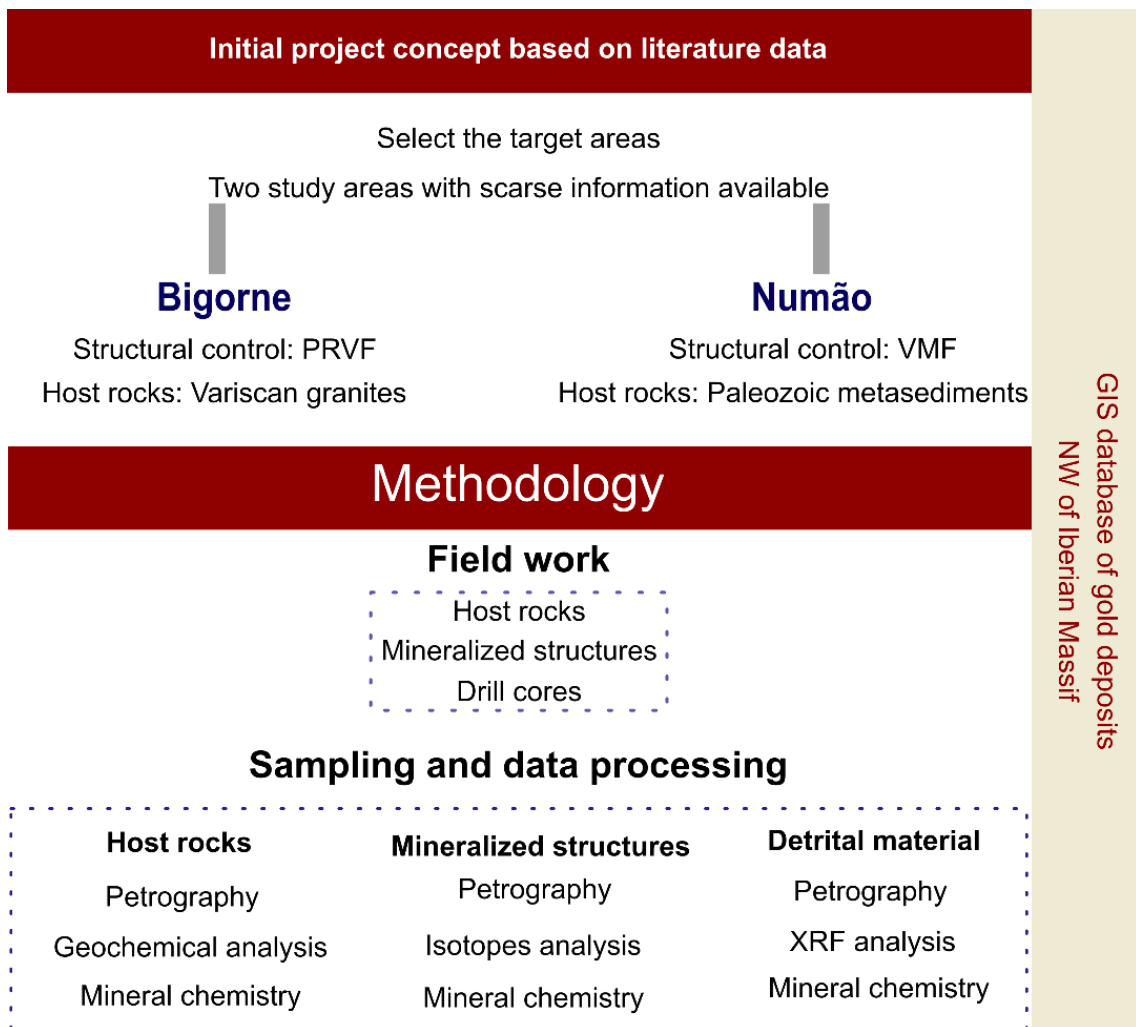 Initial project concept based on literature data
Select the target areas
Two study areas with scarse information available
Bigorne
Structural control: PRVF
Host rocks: Variscan granites
Numão
Structural control: VMF
Host rocks: Paleozoic metasediments
Methodology
Field work
Host rocks
Mineralized structures
Drill cores
Sampling and data processing
Host rocks
Petrography
Geochemical analysis
Mineral chemistry
Mineralized structures
Petrography
Isotopes analysis
Mineral chemistry
Detrital material
Petrography
XRF analysis
Mineral chemistry
GIS database of gold deposits
NW of Iberian Massif